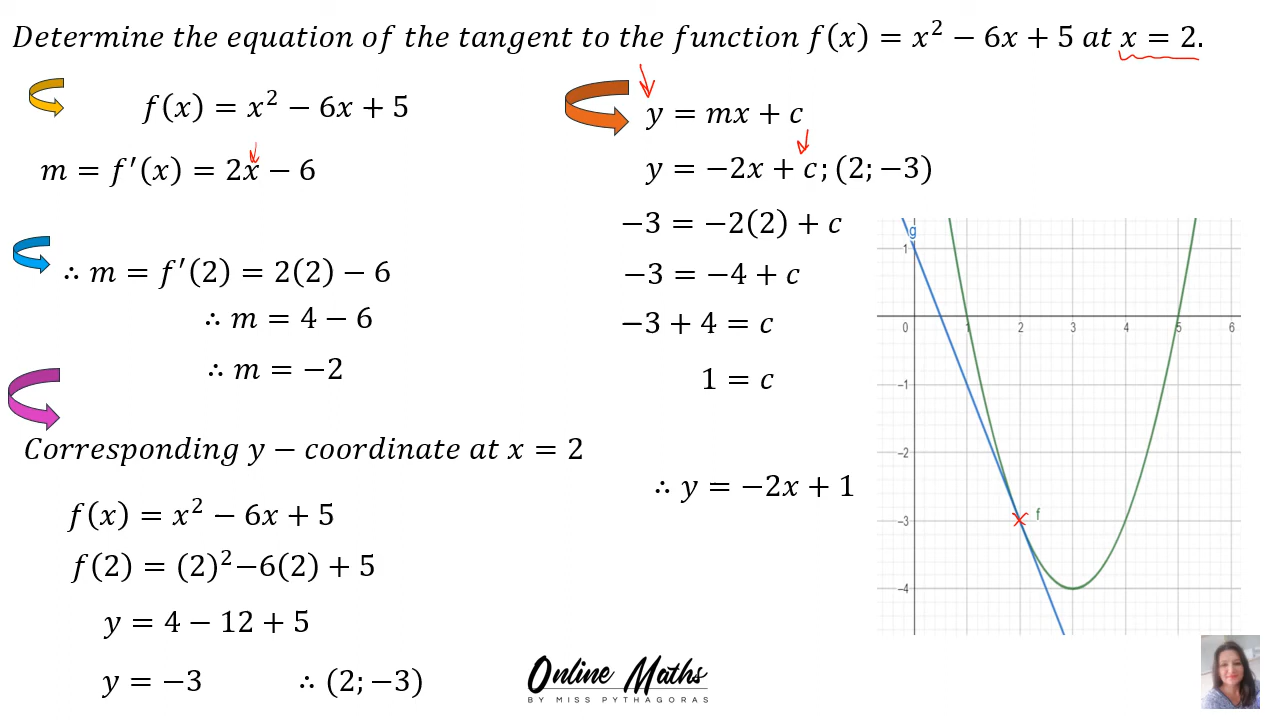 Determine the equation of the tangent to the function f(x) = x² − 6x + 5 at x = 2.
f(x) = x² − 6x + 5
m = f′(x) = 2x − 6
∴ m = f′(2) = 2(2) − 6
∴ m = 4 − 6
∴ m = −2
Corresponding y − coordinate at x = 2
f(x) = x² − 6x + 5
f(2) = (2)²−6(2) + 5
y = 4 − 12 + 5
y = −3 ∴ (2; −3)
y = mx + c
y = −2x + c; (2; −3)
−3 = −2(2) + c
−3 = −4 + c
−3 + 4 = c
1 = c
∴ y = −2x + 1
g
1
0 1 2 3 4 5 6
−1
−2
−3
f
−4
Online Maths
BY MISS PYTHAGORAS